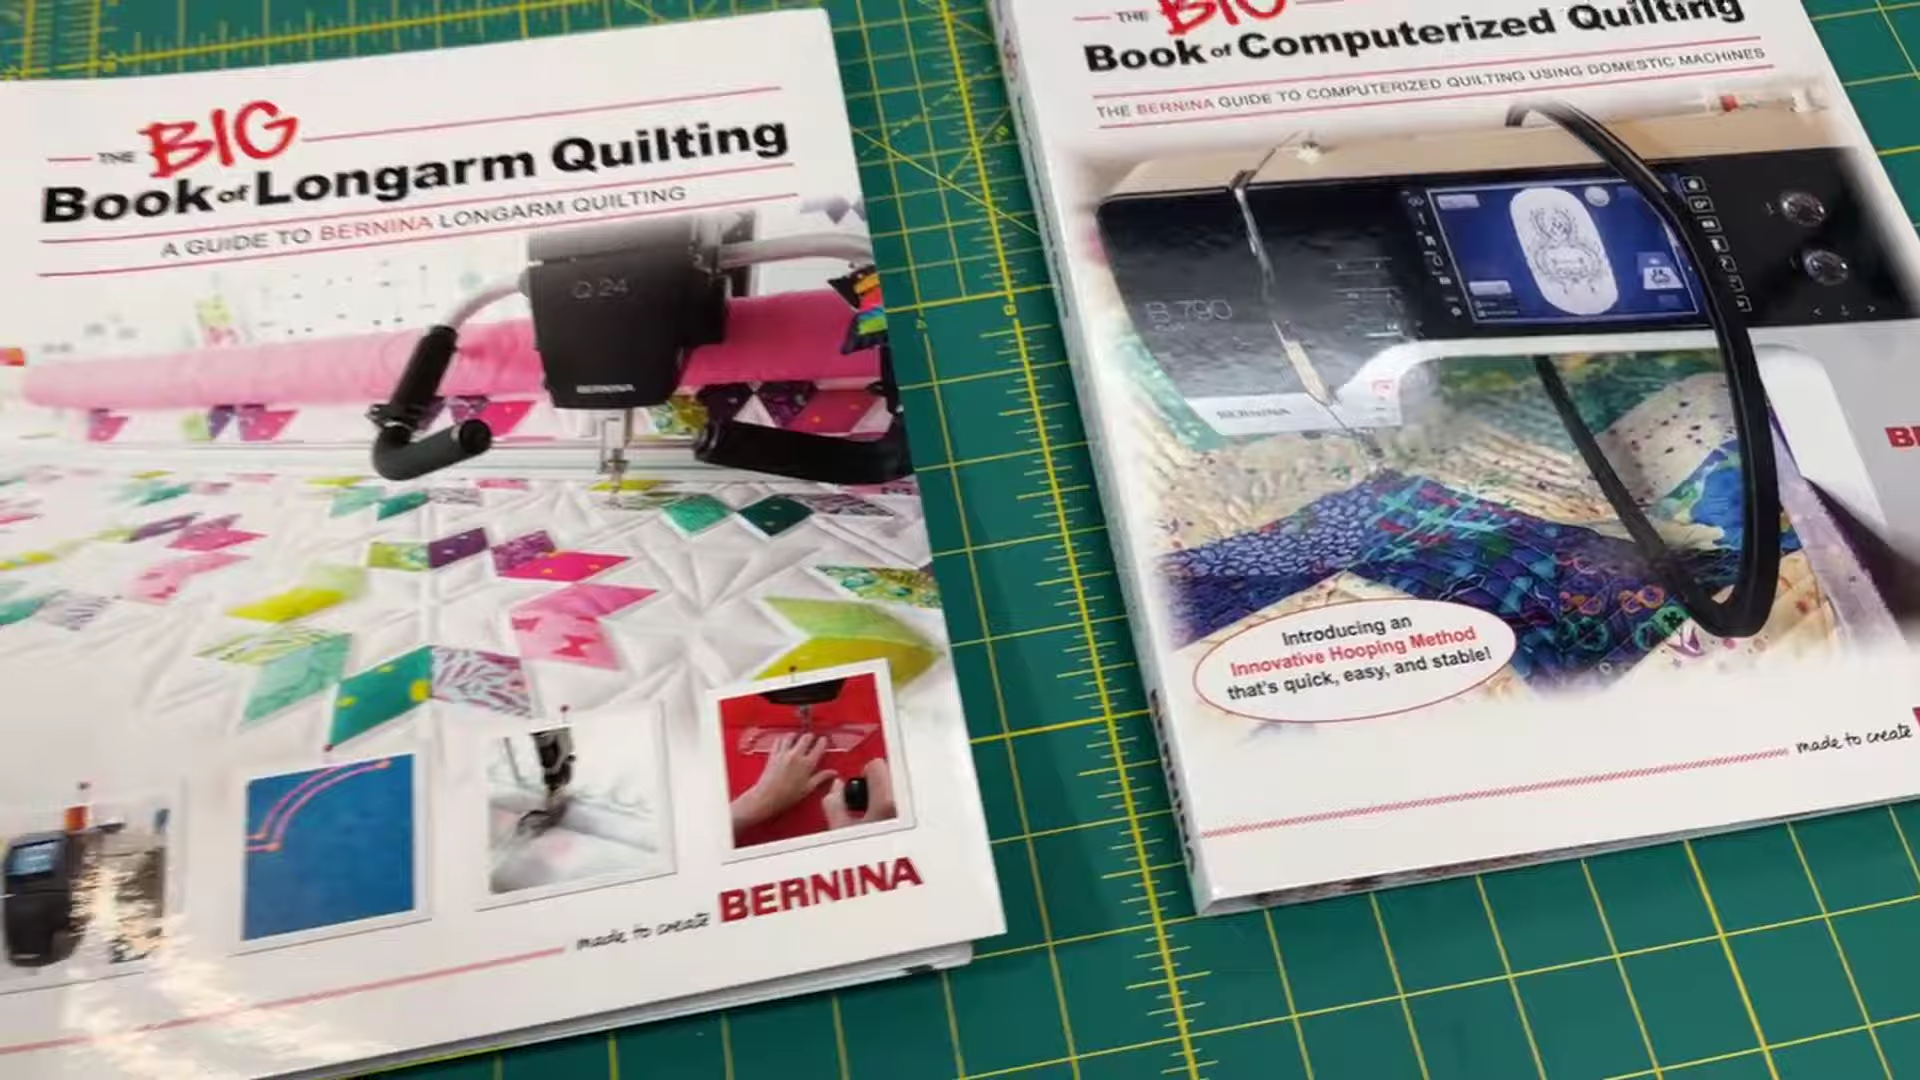 THE BIG
Book of Longarm Quilting
A GUIDE TO BERNINA LONGARM QUILTING
Q 24
BERNINA
made to create BERNINA
THE BIG
Book of Computerized Quilting
THE BERNINA GUIDE TO COMPUTERIZED QUILTING USING DOMESTIC MACHINES
B 790
BERNINA
Introducing an
Innovative Hooping Method
that's quick, easy, and stable!
made to create